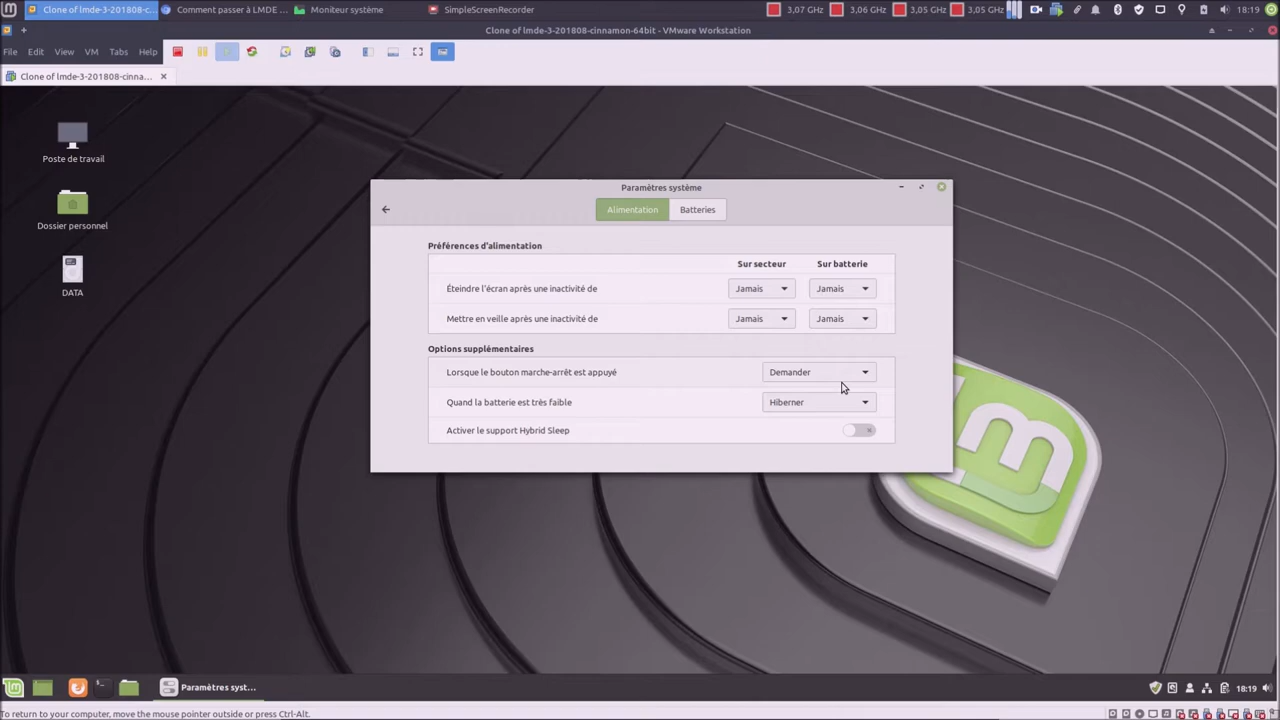 Clone of lmde-3-201808-c...
Comment passer à LMDE ...
Moniteur système
SimpleScreenRecorder
3,07 GHz
3,06 GHz
3,05 GHz
3,05 GHz
18:19
Clone of lmde-3-201808-cinnamon-64bit - VMware Workstation
File Edit View VM Tabs Help
Clone of lmde-3-201808-cinna...
Poste de travail
Dossier personnel
DATA
Paramètres système
Alimentation Batteries
Préférences d'alimentation
Sur secteur Sur batterie
Éteindre l'écran après une inactivité de Jamais Jamais
Mettre en veille après une inactivité de Jamais Jamais
Options supplémentaires
Lorsque le bouton marche-arrêt est appuyé Demander
Quand la batterie est très faible Hiberner
Activer le support Hybrid Sleep
Paramètres syst...
18:19
To return to your computer, move the mouse pointer outside or press Ctrl-Alt.